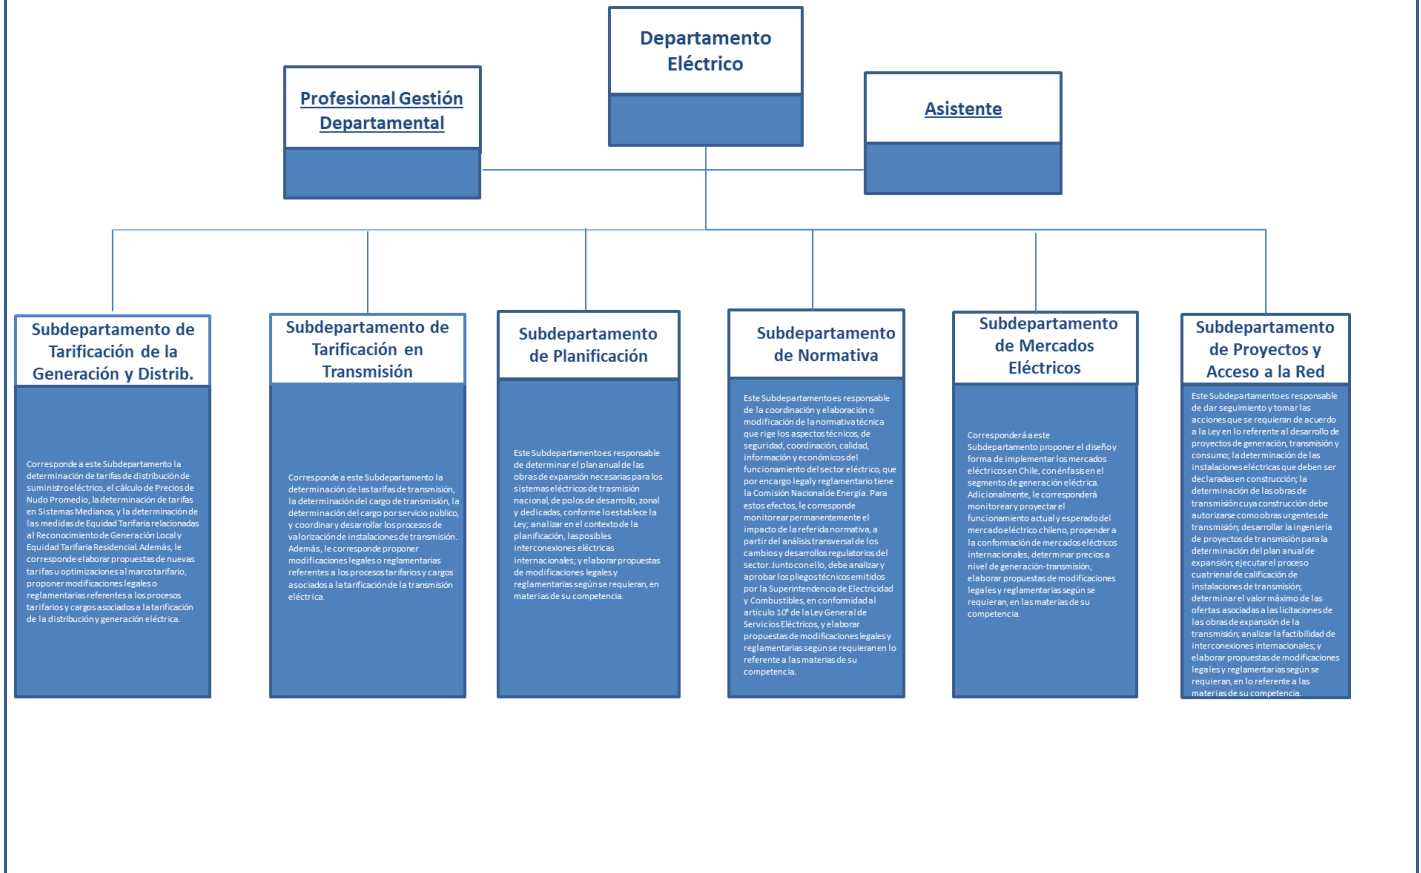 Departamento
Eléctrico
Profesional Gestión
Departamental
Asistente
Subdepartamento de
Tarificación de la
Generación y Distrib.
Corresponde a este Subdepartamento la
determinación de tarifas de distribución de
suministro eléctrico, el cálculo de Precios de
Nudo Promedio, la determinación de tarifas
en Sistemas Medianos, y la determinación de
las medidas de Equidad Tarifaria relacionadas
al Reconocimiento de Generación Local y
Equidad Tarifaria Residencial. Además, le
corresponde elaborar propuestas de nuevas
tarifas u optimizaciones al marco tarifario,
proponer modificaciones legales o
reglamentarias referentes a los procesos
tarifarios y cargos asociados a la tarificación
de la distribución y generación eléctrica.
Subdepartamento de
Tarificación en
Transmisión
Corresponde a este Subdepartamento la
determinación de las tarifas de transmisión,
la determinación del cargo de transmisión, la
determinación del cargo por servicio público,
y coordinar y desarrollar los procesos de
valorización de instalaciones de transmisión.
Además, le corresponde proponer
modificaciones legales o reglamentarias
referentes a los procesos tarifarios y cargos
asociados a la tarificación de la transmisión
eléctrica.
Subdepartamento
de Planificación
Este Subdepartamento es responsable
de determinar el plan anual de las
obras de expansión necesarias para los
sistemas eléctricos de trasmisión
nacional, de polos de desarrollo, zonal
y dedicadas, conforme lo establece la
Ley; analizar en el contexto de la
planificación, las posibles
interconexiones eléctricas
internacionales; y elaborar propuestas
de modificaciones legales y
reglamentarias según se requieran, en
materias de su competencia.
Subdepartamento
de Normativa
Este Subdepartamento es responsable
de la coordinación y elaboración o
modificación de la normativa técnica
que rige los aspectos técnicos, de
seguridad, coordinación, calidad,
información y económicos del
funcionamiento del sector eléctrico, que
por encargo legal y reglamentario tiene
la Comisión Nacional de Energía. Para
estos efectos, le corresponde
monitorear permanentemente el
impacto de la referida normativa, a
partir del análisis transversal de los
cambios y desarrollos regulatorios del
sector. Junto con ello, debe analizar y
aprobar los pliegos técnicos emitidos
por la Superintendencia de Electricidad
y Combustibles, en conformidad al
artículo 10° de la Ley General de
Servicios Eléctricos, y elaborar
propuestas de modificaciones legales y
reglamentarias según se requieran en lo
referente a las materias de su
competencia.
Subdepartamento
de Mercados
Eléctricos
Corresponderá a este
Subdepartamento proponer el diseño y
forma de implementar los mercados
eléctricos en Chile, con énfasis en el
segmento de generación eléctrica.
Adicionalmente, le corresponderá
monitorear y proyectar el
funcionamiento actual y esperado del
mercado eléctrico chileno, propender a
la conformación de mercados eléctricos
internacionales, determinar precios a
nivel de generación-transmisión,
elaborar propuestas de modificaciones
legales y reglamentarias según se
requieran, en las materias de su
competencia.
Subdepartamento
de Proyectos y
Acceso a la Red
Este Subdepartamento es responsable
de dar seguimiento y tomar las
acciones que se requieran de acuerdo
a la Ley en lo referente al desarrollo de
proyectos de generación, transmisión y
consumo; la determinación de las
instalaciones eléctricas que deben ser
declaradas en construcción; la
determinación de las obras de
transmisión cuya construcción debe
autorizarse como obras urgentes de
transmisión; desarrollar la ingeniería
de proyectos de transmisión para la
determinación del plan anual de
expansión; ejecutar el proceso
cuatrienal de calificación de
instalaciones de transmisión;
determinar el valor máximo de las
ofertas asociadas a las licitaciones de
las obras de expansión de la
transmisión; analizar la factibilidad de
interconexiones internacionales; y
elaborar propuestas de modificaciones
legales y reglamentarias según se
requieran, en lo referente a las
materias de su competencia.